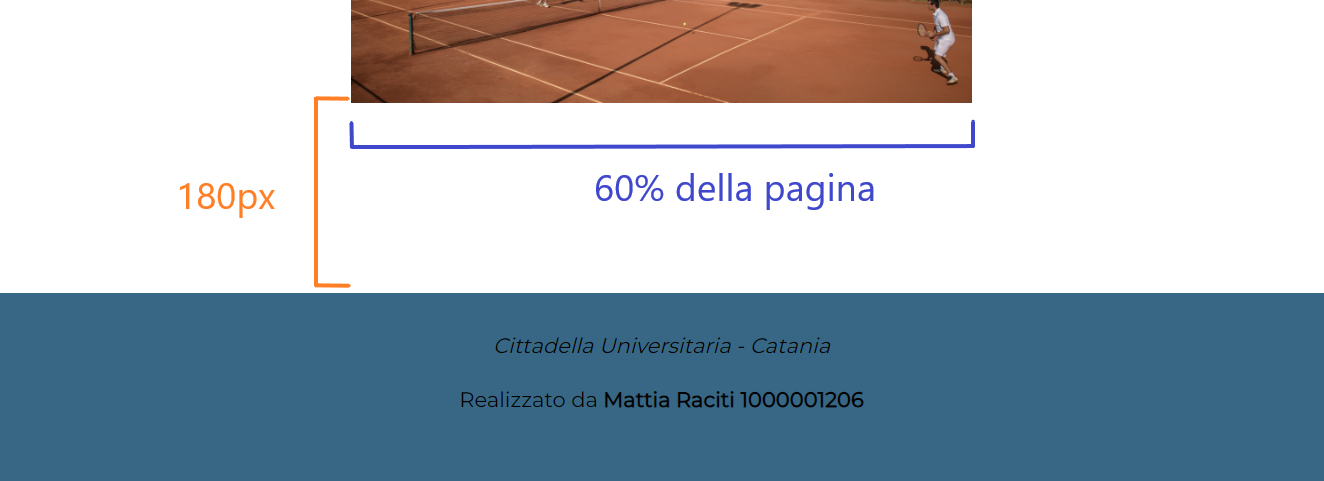 180px
60% della pagina
Cittadella Universitaria - Catania
Realizzato da Mattia Raciti 1000001206